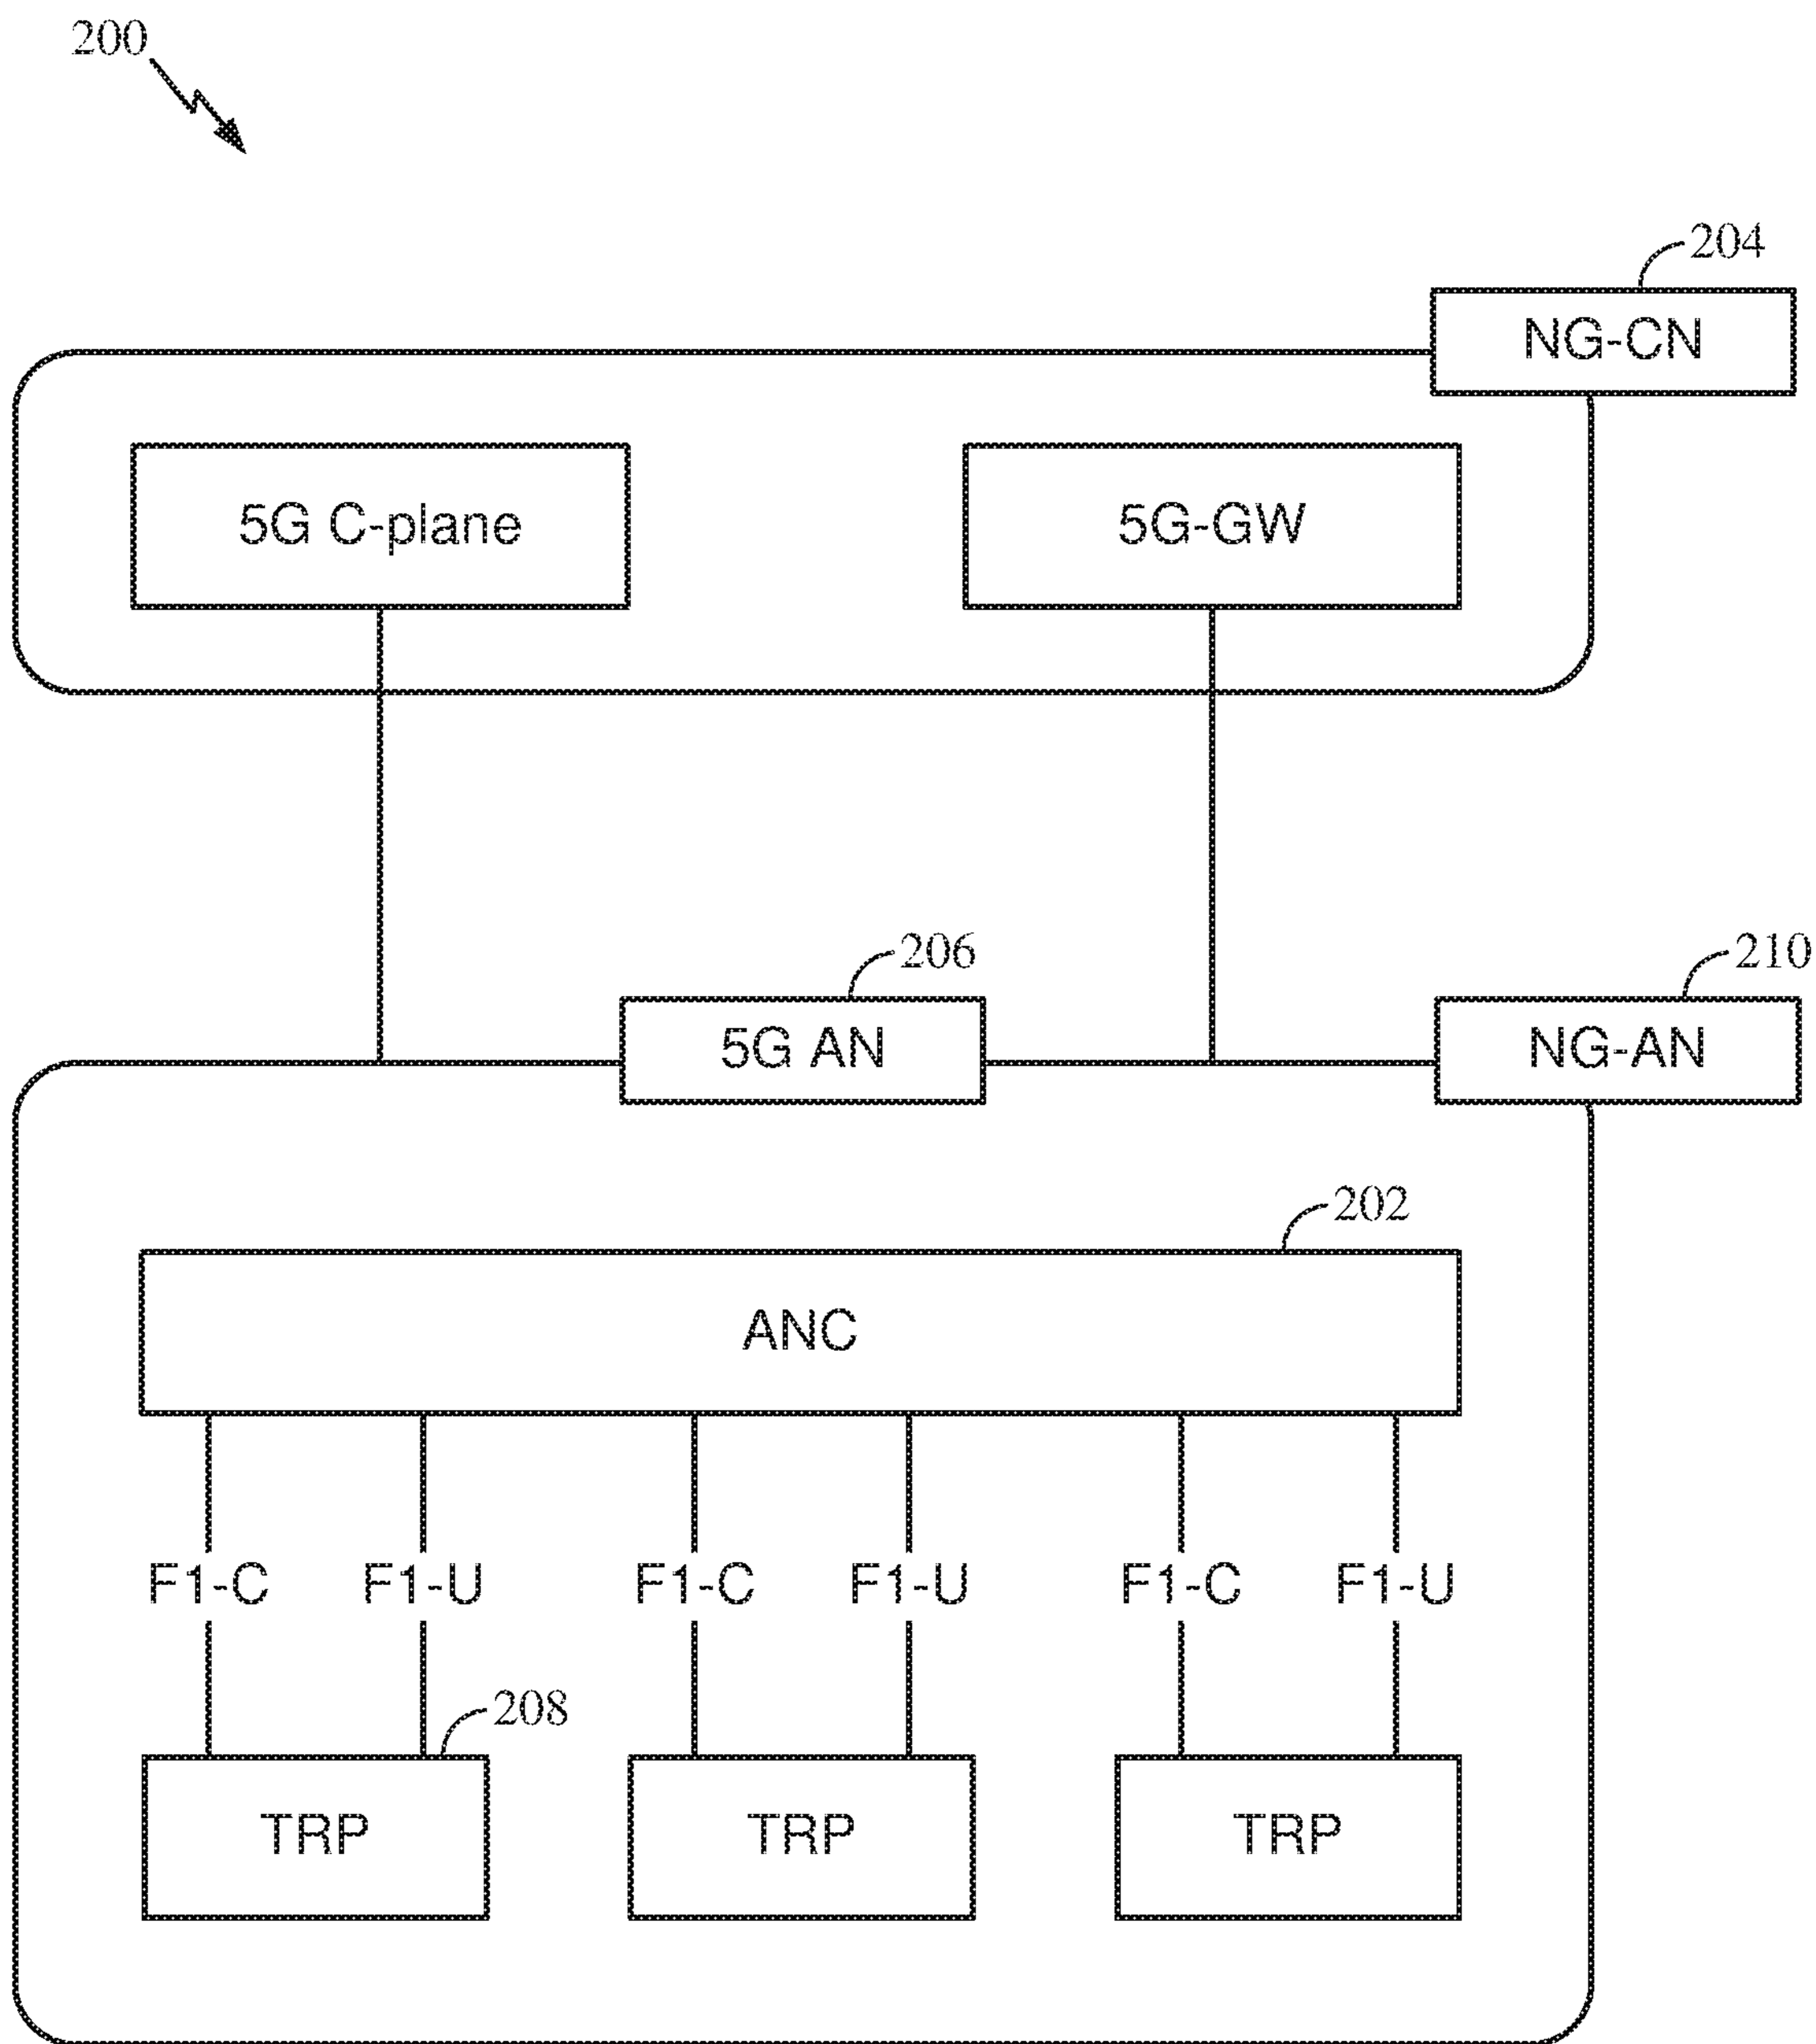 200
204
NG-CN
5G C-plane
5G-GW
206
210
5G AN
NG-AN
202
ANC
F1-C F1-U F1-C F1-U F1-C F1-U
208
TRP TRP TRP